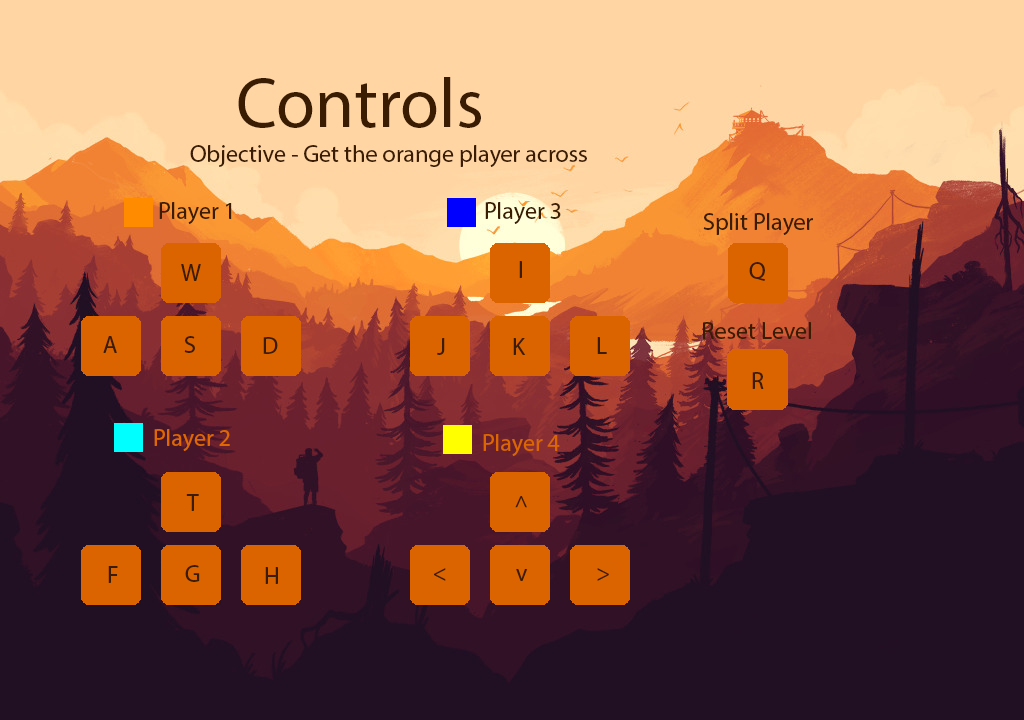 Controls
Objective - Get the orange player across
Player 1
W
A S D
Player 2
T
F G H
Player 3
I
J K L
Player 4
^
< v >
Split Player
Q
Reset Level
R